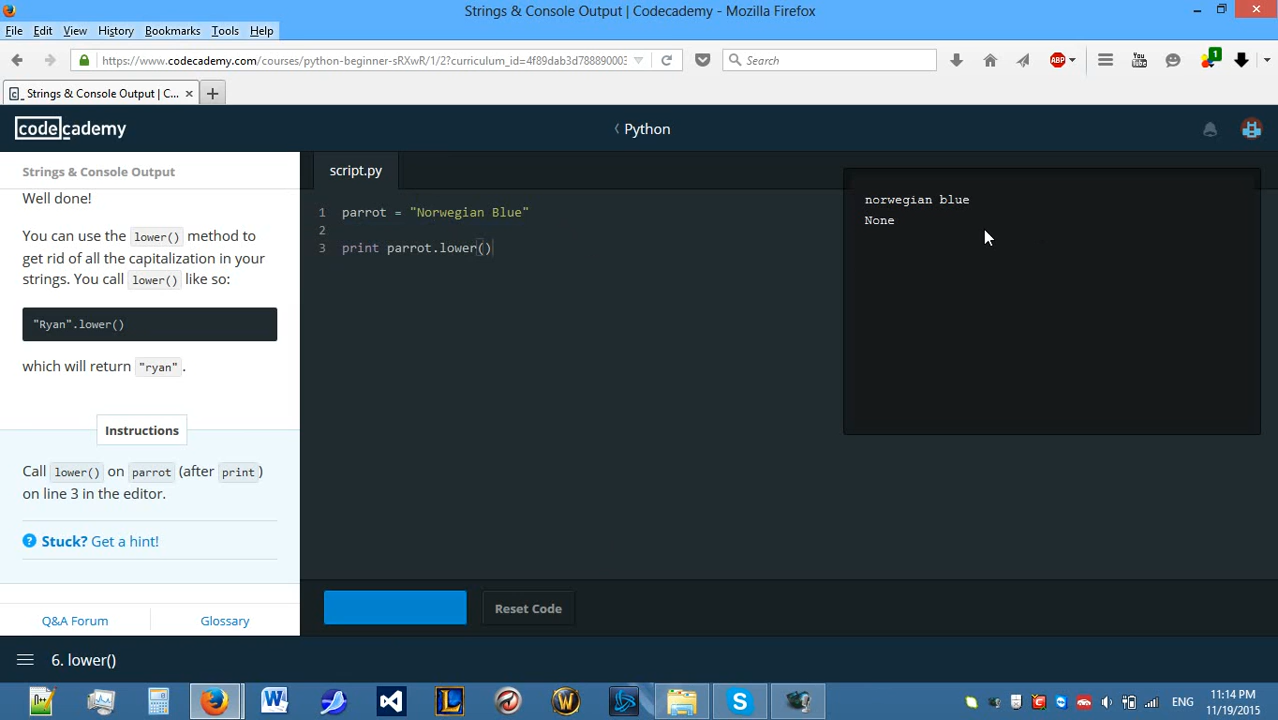 Strings & Console Output | Codecademy - Mozilla Firefox
File Edit View History Bookmarks Tools Help
https://www.codecademy.com/courses/python-beginner-sRXwR/1/2?curriculum_id=4f89dab3d788890003
Search
ABP
You Tube
1
Strings & Console Output | C...
codecademy
Python
Strings & Console Output
script.py
Well done!
You can use the lower() method to
get rid of all the capitalization in your
strings. You call lower() like so:
"Ryan".lower()
which will return "ryan".
Instructions
Call lower() on parrot (after print)
on line 3 in the editor.
? Stuck? Get a hint!
Q&A Forum
Glossary
1 parrot = "Norwegian Blue"
2
3 print parrot.lower()
norwegian blue
None
Reset Code
6. lower()
ENG
11:14 PM
11/19/2015